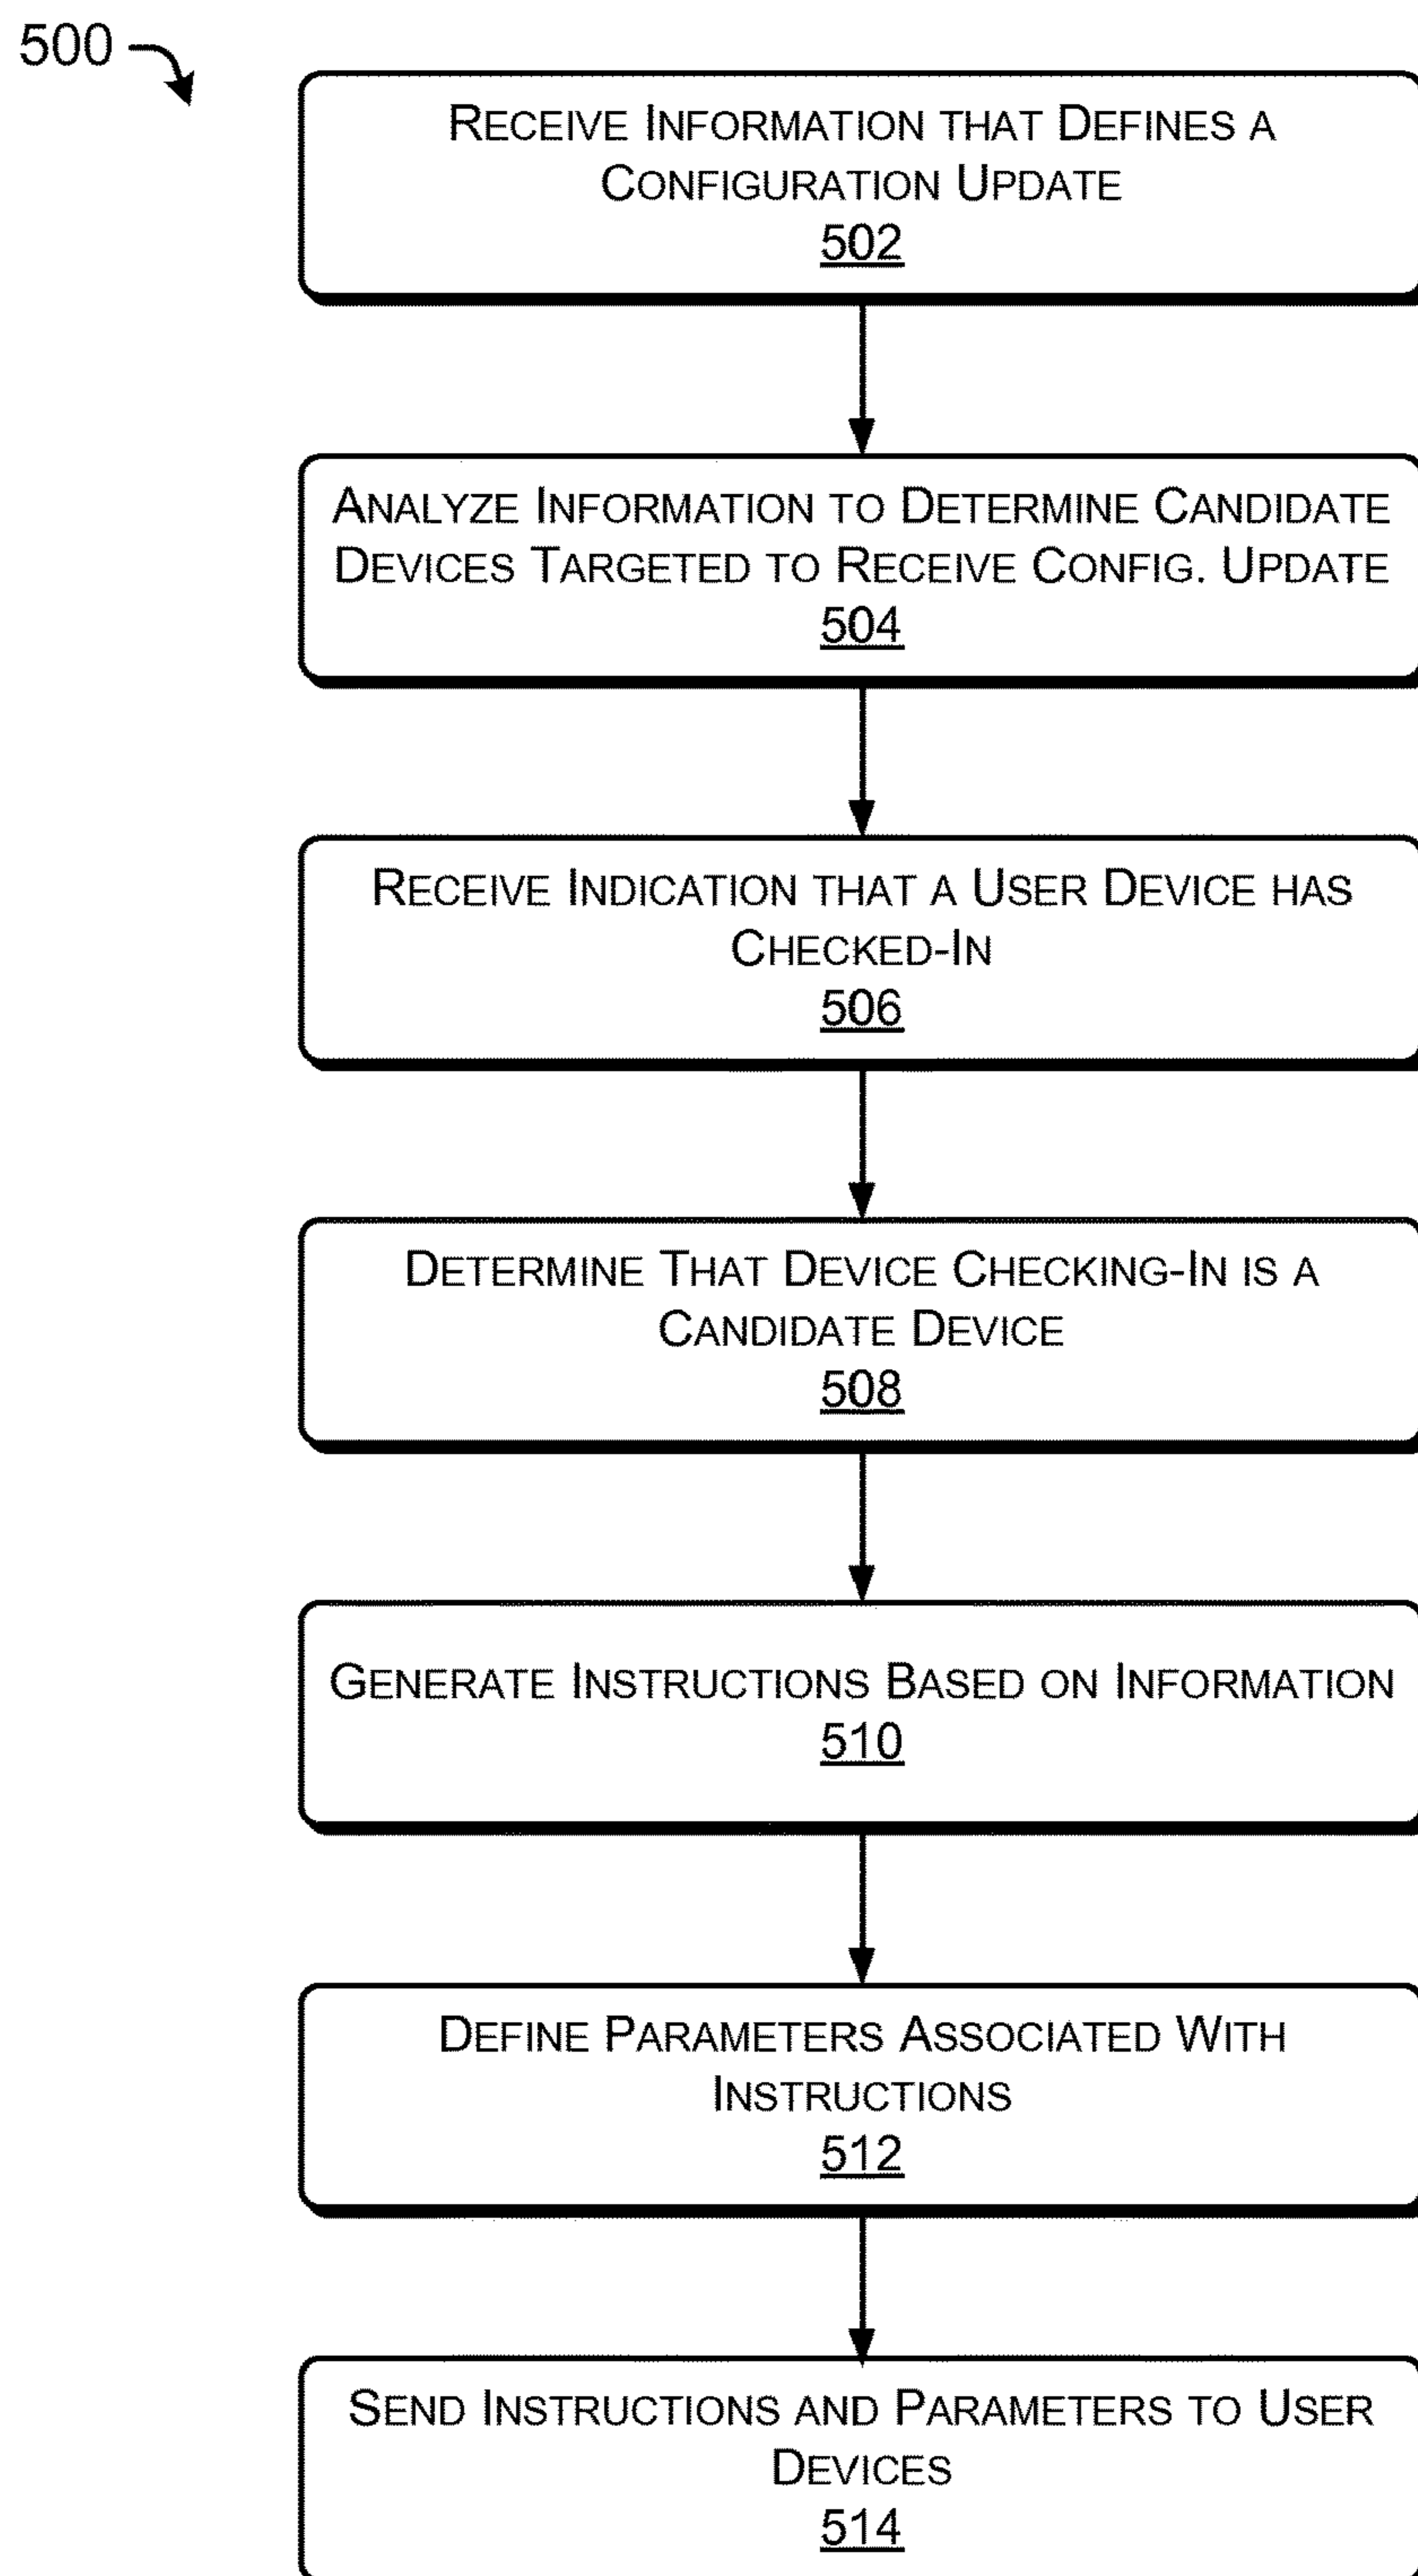 500
RECEIVE INFORMATION THAT DEFINES A
CONFIGURATION UPDATE
502
ANALYZE INFORMATION TO DETERMINE CANDIDATE
DEVICES TARGETED TO RECEIVE CONFIG. UPDATE
504
RECEIVE INDICATION THAT A USER DEVICE HAS
CHECKED-IN
506
DETERMINE THAT DEVICE CHECKING-IN IS A
CANDIDATE DEVICE
508
GENERATE INSTRUCTIONS BASED ON INFORMATION
510
DEFINE PARAMETERS ASSOCIATED WITH
INSTRUCTIONS
512
SEND INSTRUCTIONS AND PARAMETERS TO USER
DEVICES
514